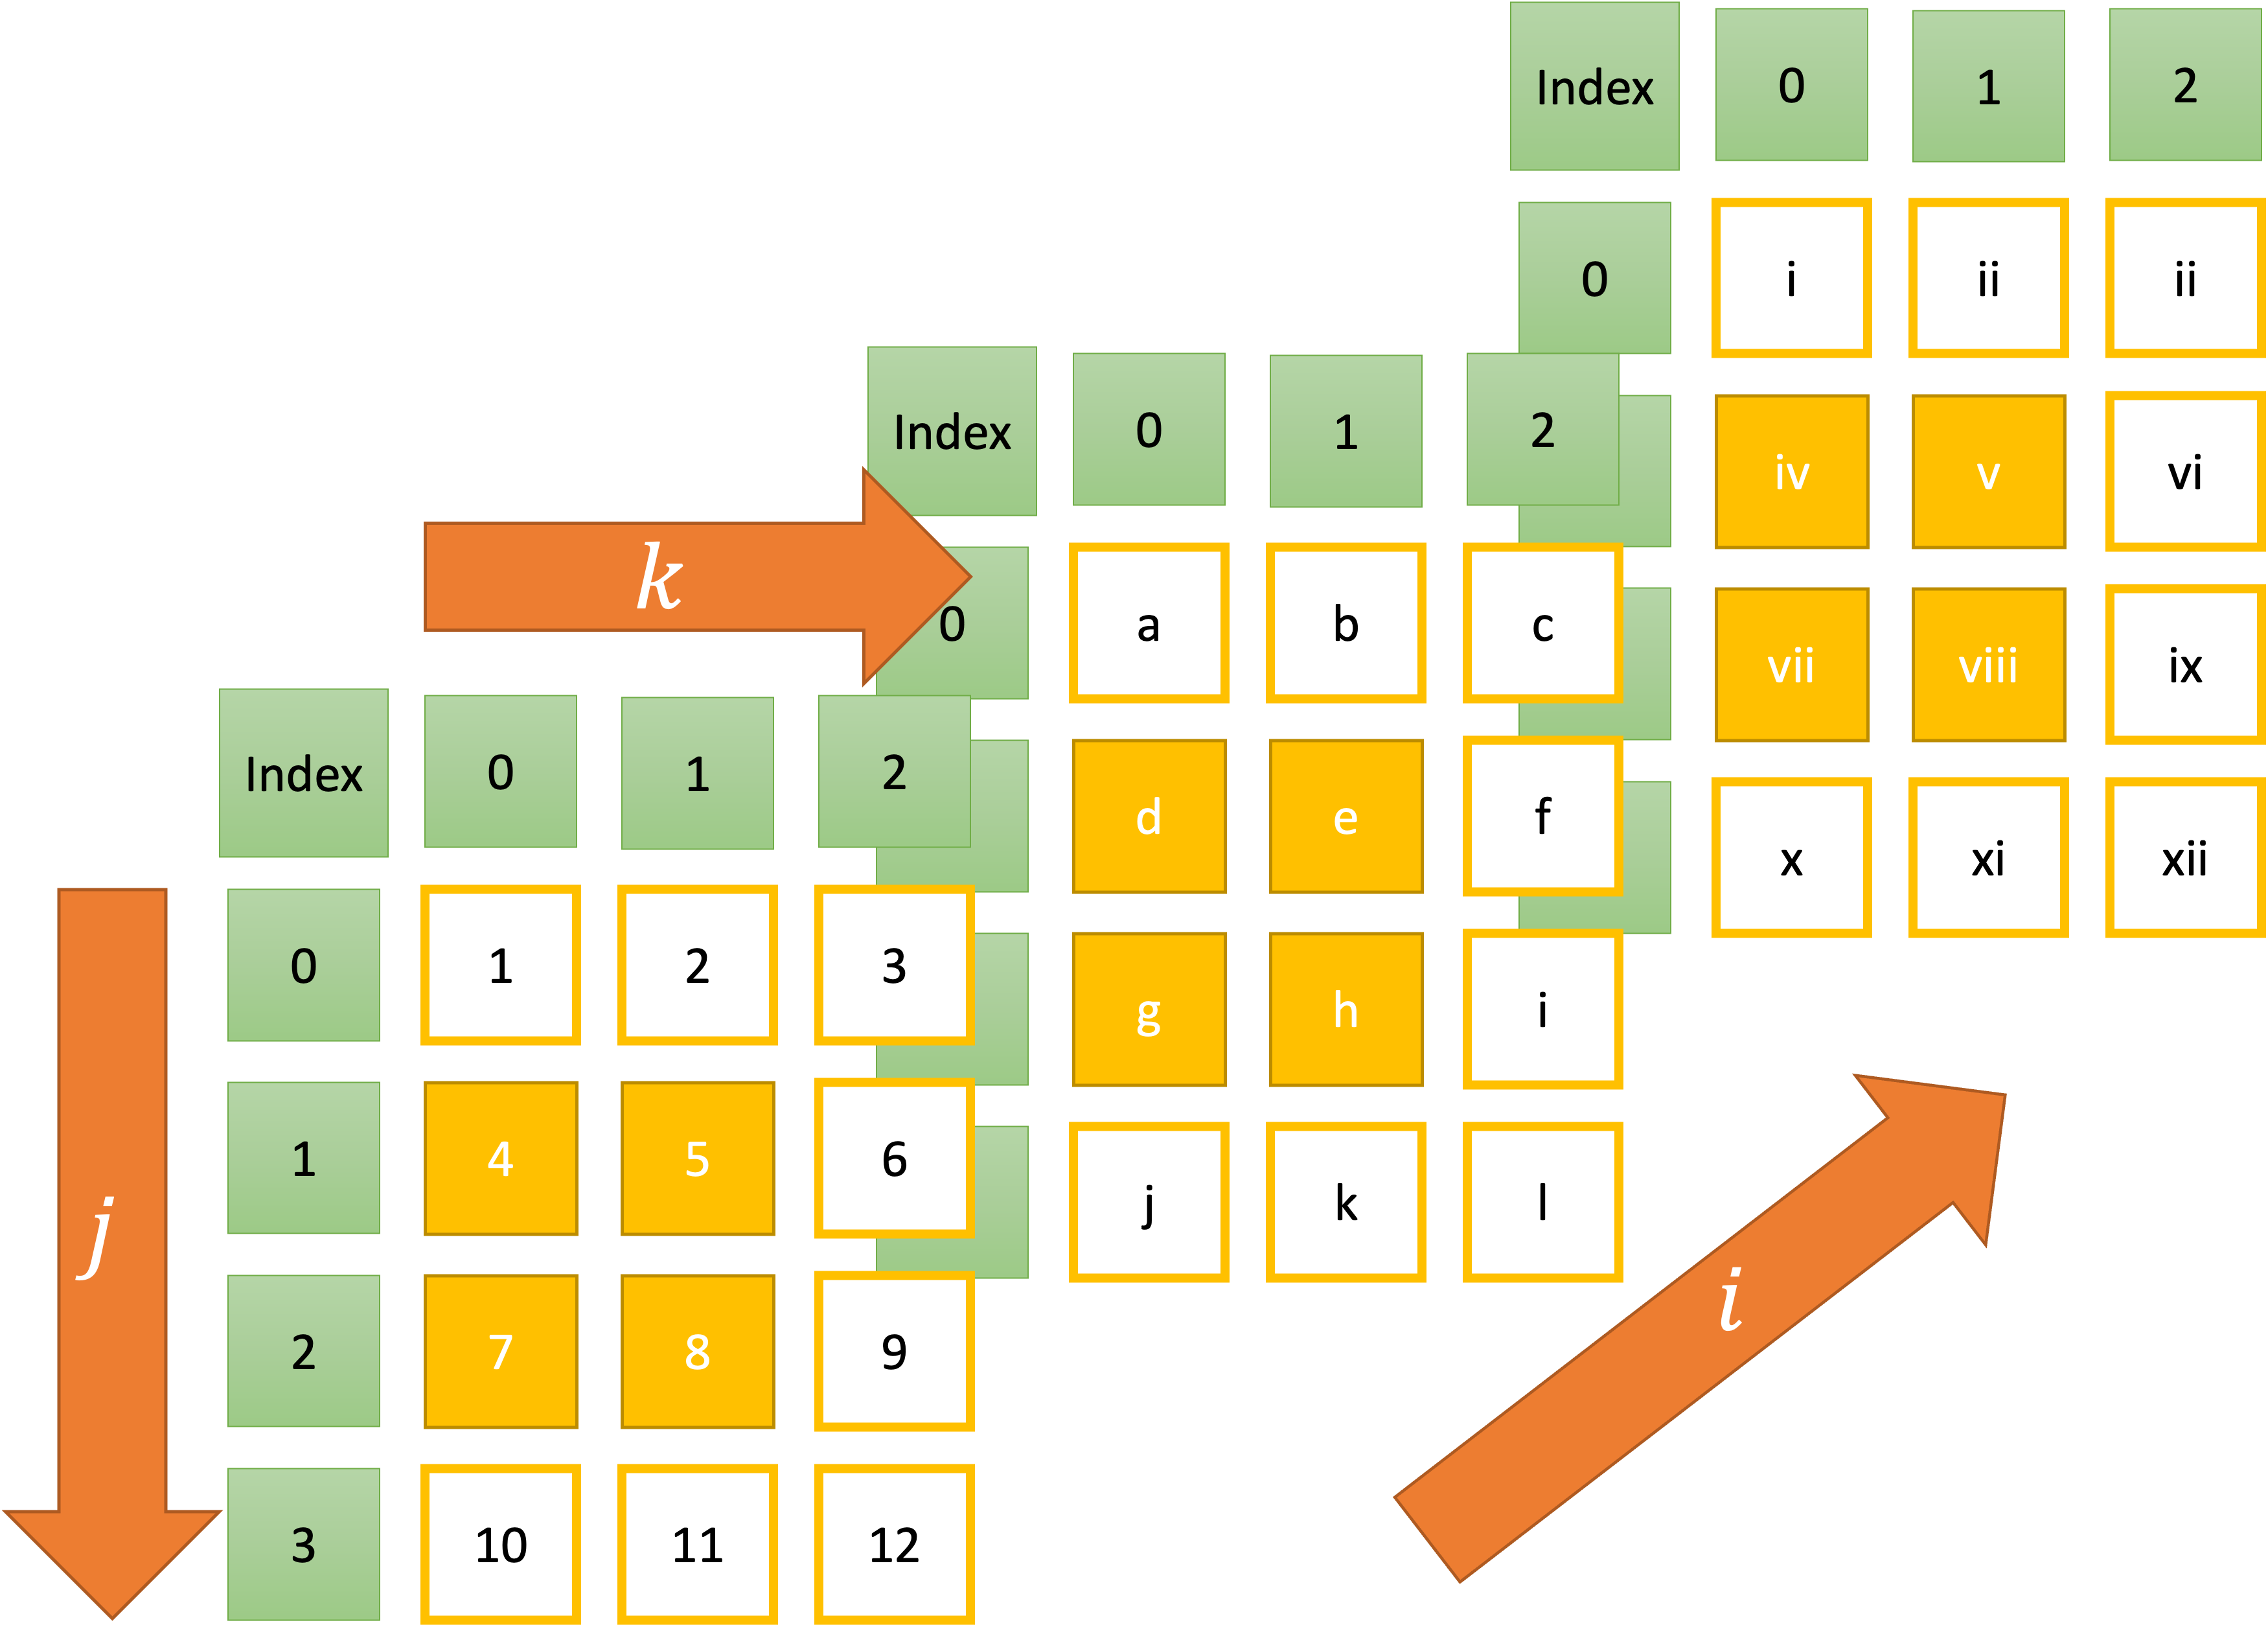 Index 0 1 2
0 i ii ii
iv v vi
vii viii ix
x xi xii
Index 0 1 2
0 a b c
d e f
g h i
j k l
k
Index 0 1 2
0 1 2 3
1 4 5 6
2 7 8 9
3 10 11 12
j
i